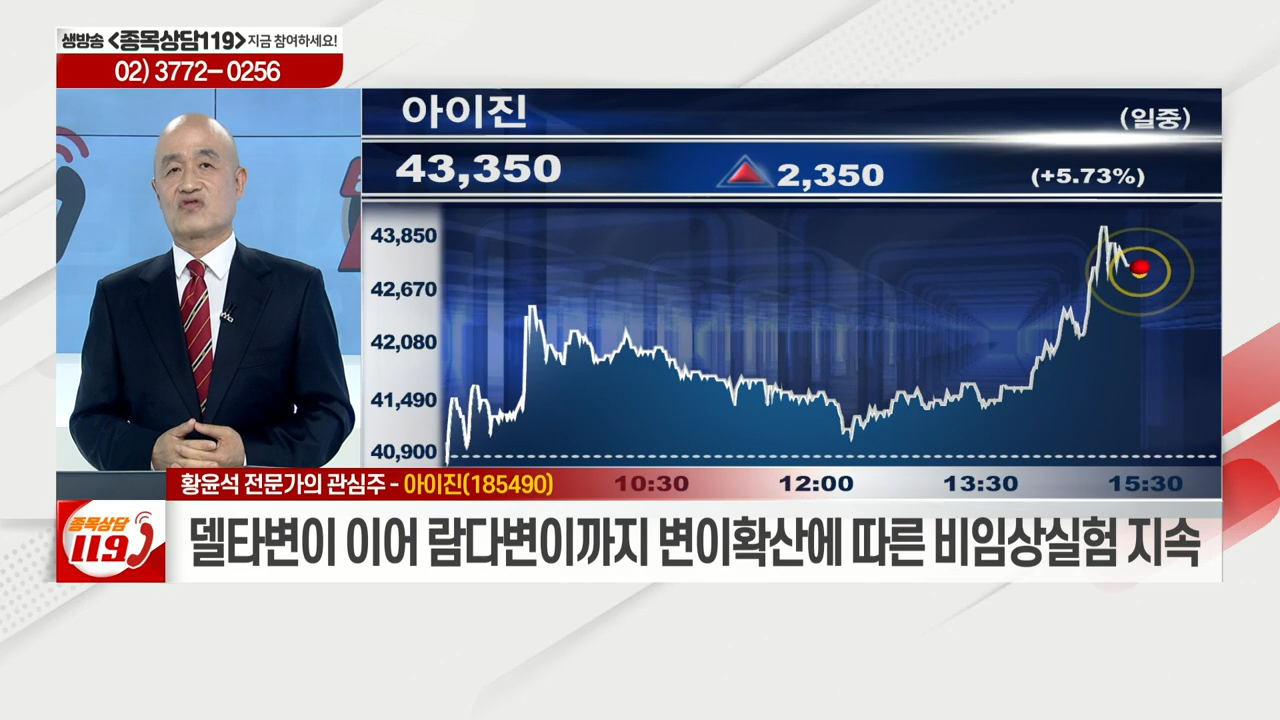 생방송 <종목상담119> 지금 참여하세요!
02) 3772-0256
아이진
(일중)
43,350 ▲ 2,350 (+5.73%)
43,850
42,670
42,080
41,490
40,900
10:30 12:00 13:30 15:30
황윤석 전문가의 관심주 - 아이진(185490)
종목상담
119
델타변이 이어 람다변이까지 변이확산에 따른 비임상실험 지속